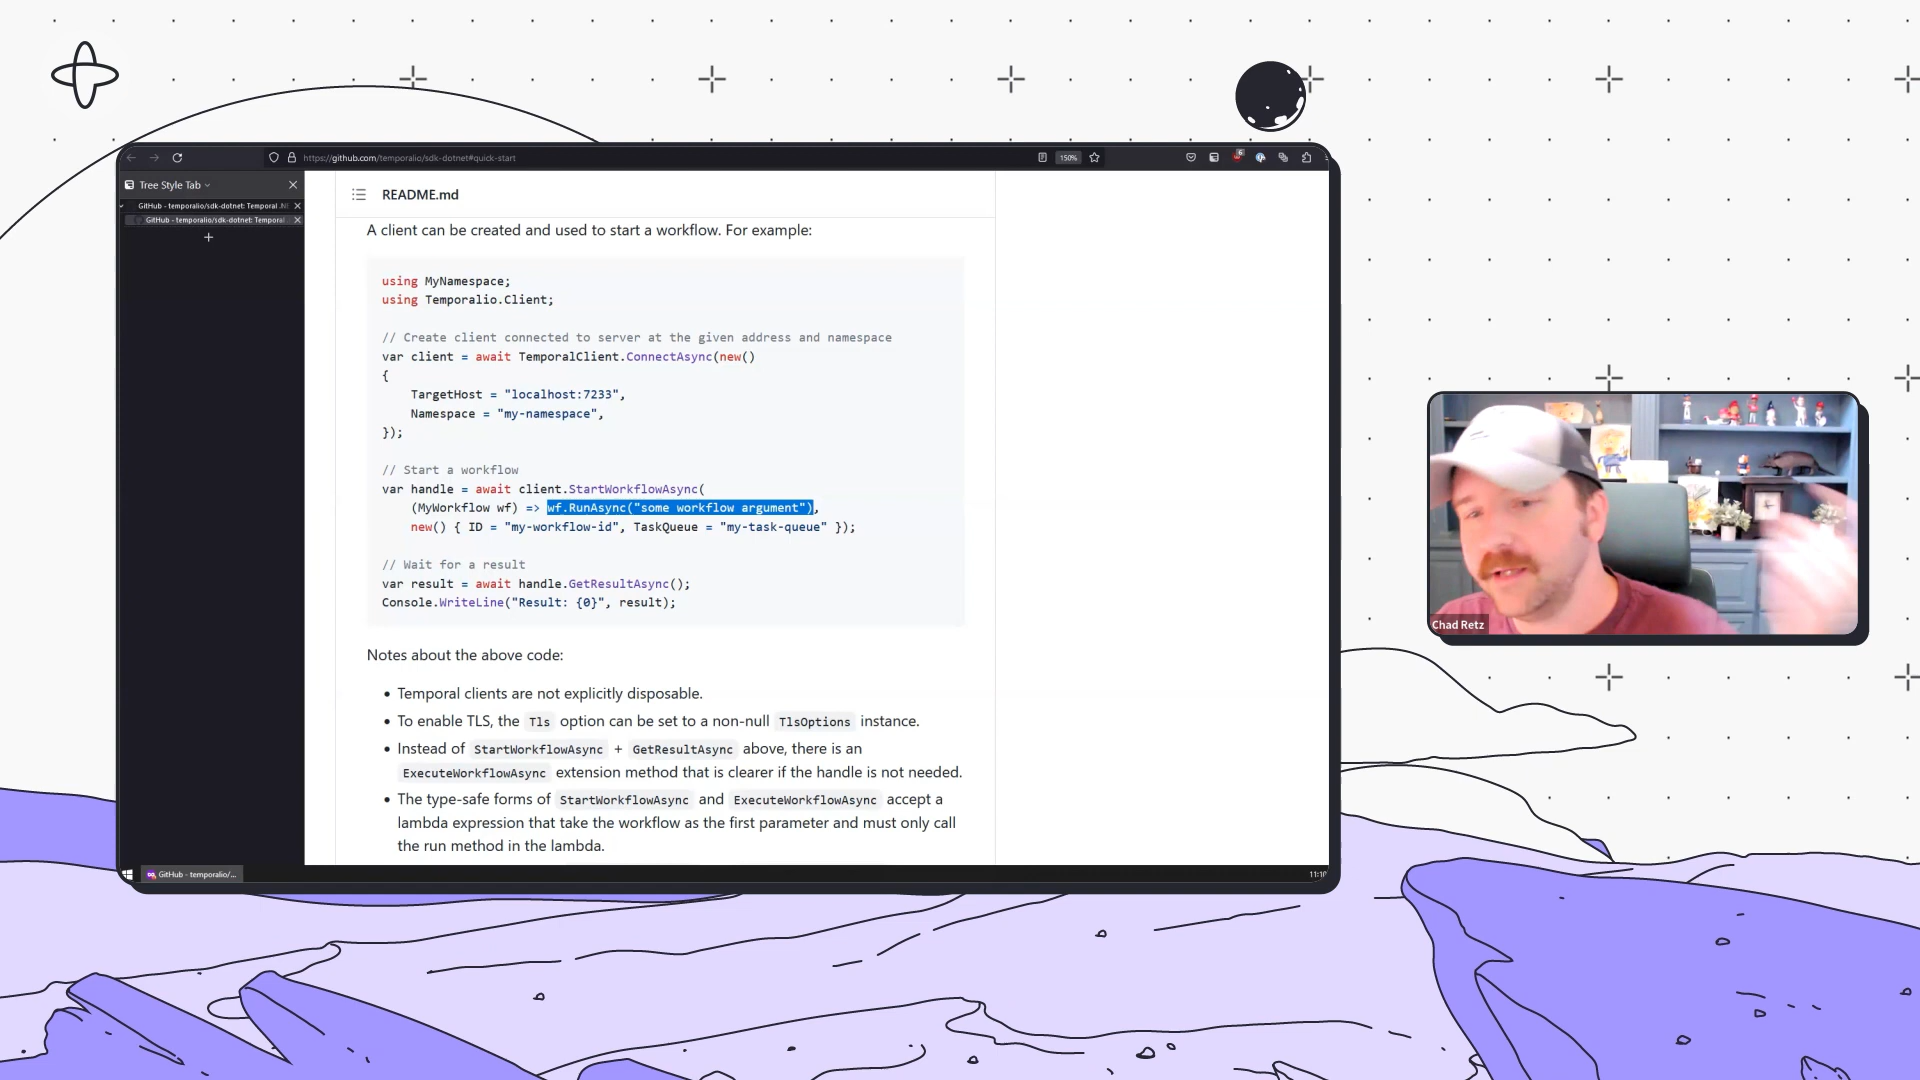 https://github.com/temporalio/sdk-dotnet#quick-start
150%
6
Tree Style Tab
GitHub - temporalio/sdk-dotnet: Temporal .NE
GitHub - temporalio/sdk-dotnet: Temporal .
README.md
A client can be created and used to start a workflow. For example:
using MyNamespace;
using Temporalio.Client;
// Create client connected to server at the given address and namespace
var client = await TemporalClient.ConnectAsync(new()
{
TargetHost = "localhost:7233",
Namespace = "my-namespace",
});
// Start a workflow
var handle = await client.StartWorkflowAsync(
(MyWorkflow wf) => wf.RunAsync("some workflow argument"),
new() { ID = "my-workflow-id", TaskQueue = "my-task-queue" });
// Wait for a result
var result = await handle.GetResultAsync();
Console.WriteLine("Result: {0}", result);
Notes about the above code:
• Temporal clients are not explicitly disposable.
• To enable TLS, the Tls option can be set to a non-null TlsOptions instance.
• Instead of StartWorkflowAsync + GetResultAsync above, there is an
ExecuteWorkflowAsync extension method that is clearer if the handle is not needed.
• The type-safe forms of StartWorkflowAsync and ExecuteWorkflowAsync accept a
lambda expression that take the workflow as the first parameter and must only call
the run method in the lambda.
GitHub - temporalio/...
11:10
Chad Retz